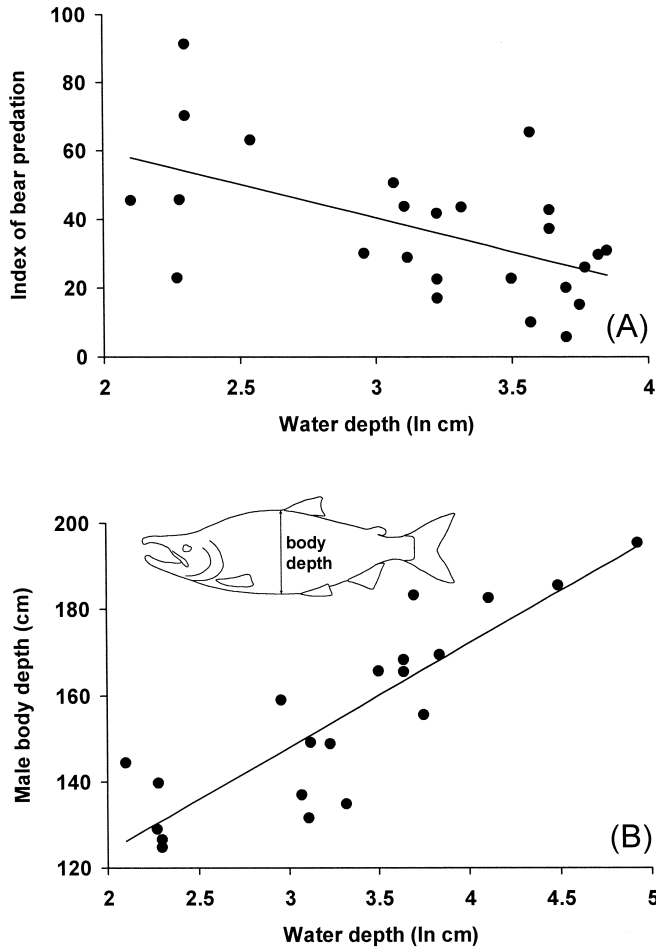 100
80
60
40
20
0
Index of bear predation
2
2.5
3
3.5
4
Water depth (ln cm)
(A)
200
180
160
140
120
Male body depth (cm)
body
depth
2
2.5
3
3.5
4
4.5
5
Water depth (ln cm)
(B)